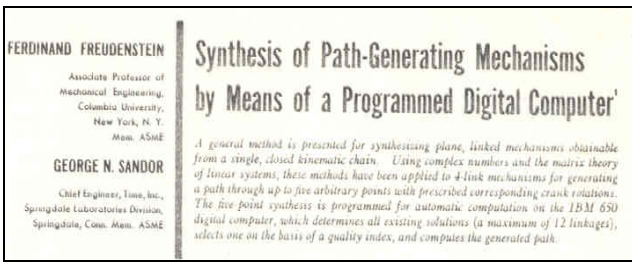 FERDINAND FREUDENSTEIN
Associate Professor of
Mechanical Engineering,
Columbia University,
New York, N. Y.
Mem. ASME
GEORGE N. SANDOR
Chief Engineer, Time, Inc.,
Springdale Laboratories Division,
Springdale, Conn. Mem. ASME
Synthesis of Path-Generating Mechanisms
by Means of a Programmed Digital Computer¹
A general method is presented for synthesizing plane, linked mechanisms obtainable
from a single, closed kinematic chain. Using complex numbers and the matrix theory
of linear systems, these methods have been applied to 4-link mechanisms for generating
a path through up to five arbitrary points with prescribed corresponding crank rotations.
The five-point synthesis is programmed for automatic computation on the IBM 650
digital computer, which determines all existing solutions (a maximum of 12 linkages),
selects one on the basis of a quality index, and computes the generated path.